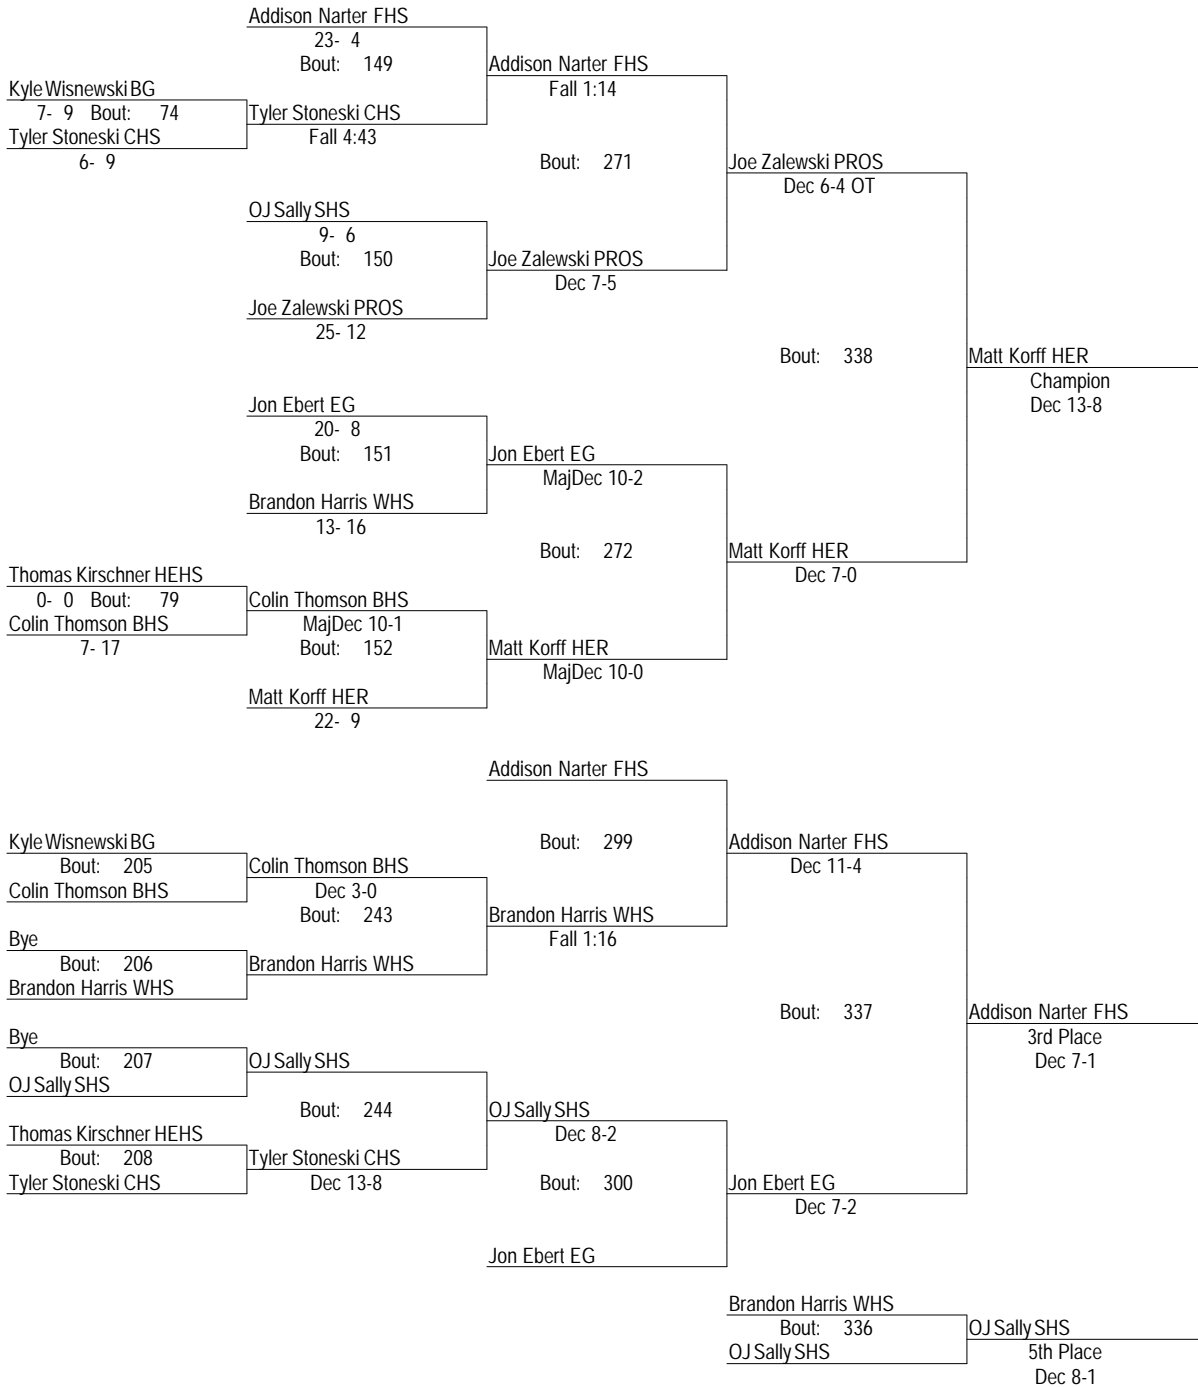 Addison Narter FHS
23- 4
Bout: 149
Addison Narter FHS
Fall 1:14
Kyle Wisnewski BG
7- 9 Bout: 74
Tyler Stoneski CHS
Tyler Stoneski CHS
Fall 4:43
6- 9
Bout: 271
Joe Zalewski PROS
Dec 6-4 OT
OJ Sally SHS
9- 6
Bout: 150
Joe Zalewski PROS
Dec 7-5
Joe Zalewski PROS
25- 12
Bout: 338
Matt Korff HER
Champion
Dec 13-8
Jon Ebert EG
20- 8
Bout: 151
Jon Ebert EG
MajDec 10-2
Brandon Harris WHS
13- 16
Bout: 272
Matt Korff HER
Dec 7-0
Thomas Kirschner HEHS
0- 0 Bout: 79
Colin Thomson BHS
Colin Thomson BHS
MajDec 10-1
7- 17
Bout: 152
Matt Korff HER
MajDec 10-0
Matt Korff HER
22- 9
Addison Narter FHS
Bout: 299
Addison Narter FHS
Dec 11-4
Kyle Wisnewski BG
Bout: 205
Colin Thomson BHS
Colin Thomson BHS
Dec 3-0
Bout: 243
Brandon Harris WHS
Fall 1:16
Bye
Bout: 206
Brandon Harris WHS
Brandon Harris WHS
Bout: 337
Addison Narter FHS
3rd Place
Dec 7-1
Bye
Bout: 207
OJ Sally SHS
OJ Sally SHS
Bout: 244
OJ Sally SHS
Dec 8-2
Thomas Kirschner HEHS
Bout: 208
Tyler Stoneski CHS
Tyler Stoneski CHS
Dec 13-8
Bout: 300
Jon Ebert EG
Dec 7-2
Jon Ebert EG
Brandon Harris WHS
Bout: 336
OJ Sally SHS
OJ Sally SHS
5th Place
Dec 8-1